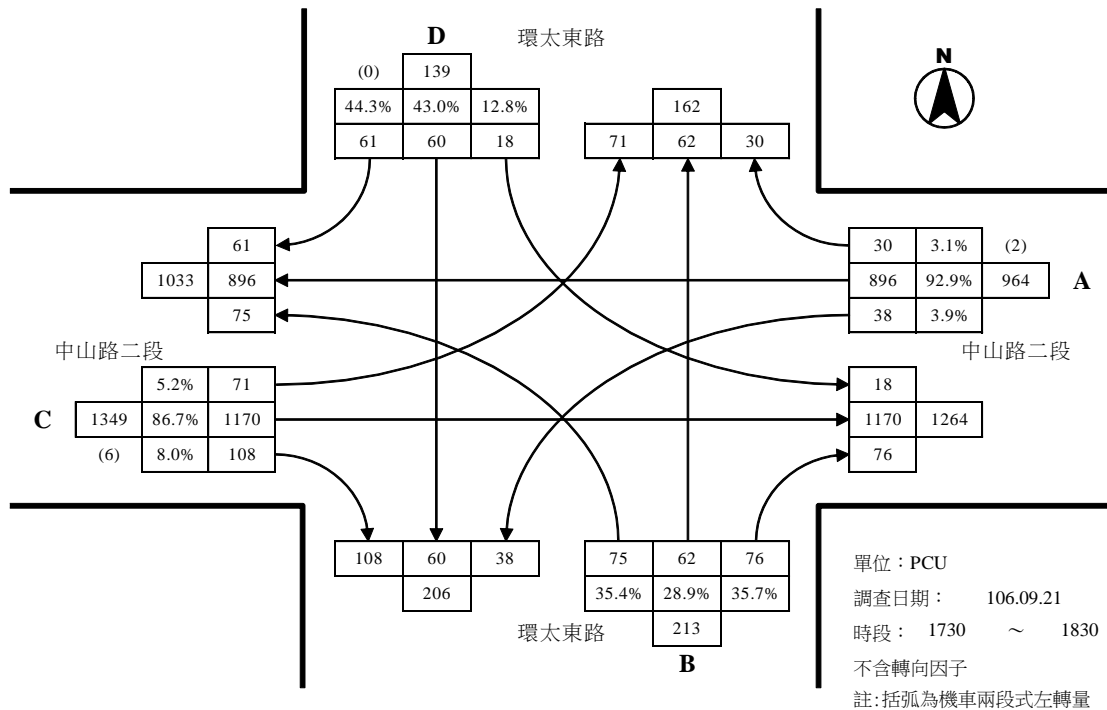 D 環太東路
N
(0) 139
44.3% 43.0% 12.8%
61 60 18
162
71 62 30
61
1033 896
75
30 3.1% (2)
896 92.9% 964 A
38 3.9%
中山路二段
中山路二段
5.2% 71
C 1349 86.7% 1170
(6) 8.0% 108
18
1170 1264
76
108 60 38
206
75 62 76
35.4% 28.9% 35.7%
213
環太東路
B
單位：PCU
調查日期： 106.09.21
時段： 1730 ～ 1830
不含轉向因子
註:括弧為機車兩段式左轉量